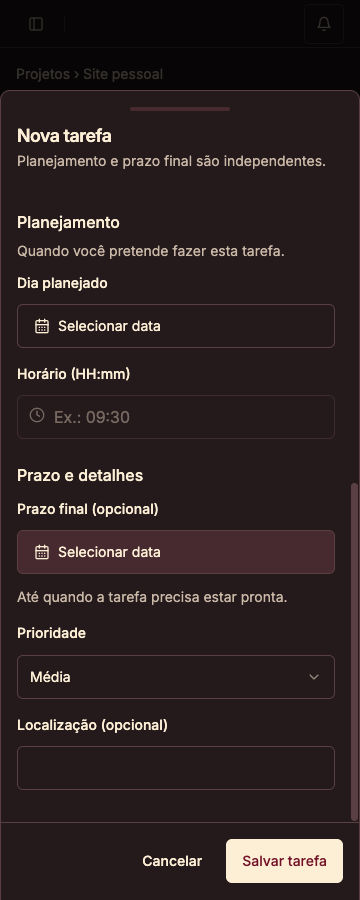 Projetos › Site pessoal
Nova tarefa
Planejamento e prazo final são independentes.
Planejamento
Quando você pretende fazer esta tarefa.
Dia planejado
Selecionar data
Horário (HH:mm)
Ex.: 09:30
Prazo e detalhes
Prazo final (opcional)
Selecionar data
Até quando a tarefa precisa estar pronta.
Prioridade
Média
Localização (opcional)
Cancelar
Salvar tarefa